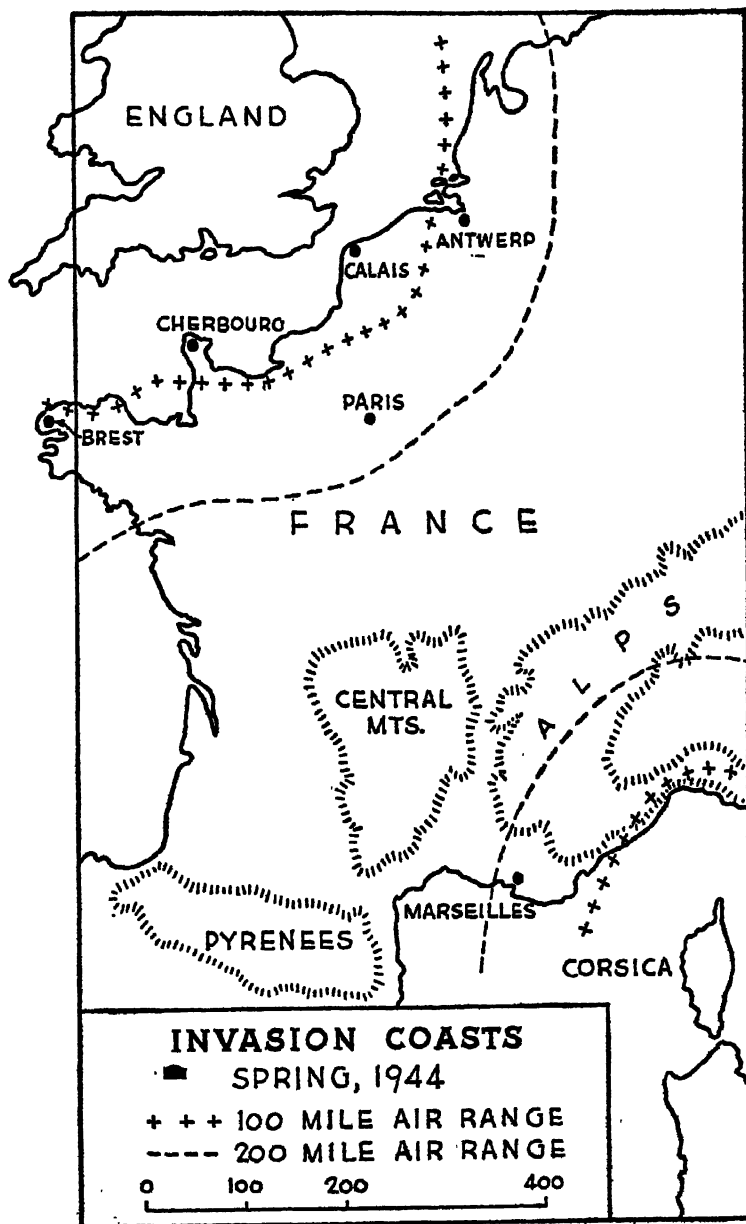 ENGLAND
ANTWERP
CALAIS
CHERBOURG
PARIS
BREST
FRANCE
ALPS
CENTRAL
MTS.
MARSEILLES
PYRENEES
CORSICA
INVASION COASTS
SPRING, 1944
+ + + 100 MILE AIR RANGE
---- 200 MILE AIR RANGE
0 100 200 400